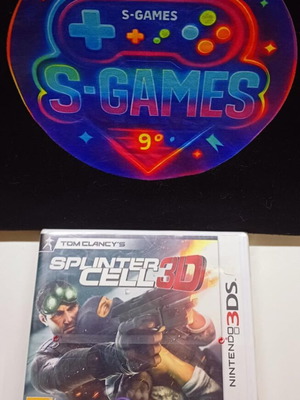 S-GAMES
S-GAMES
9°
TOM CLANCY'S
SPLINTER
CELL 3D
NINTENDO 3DS